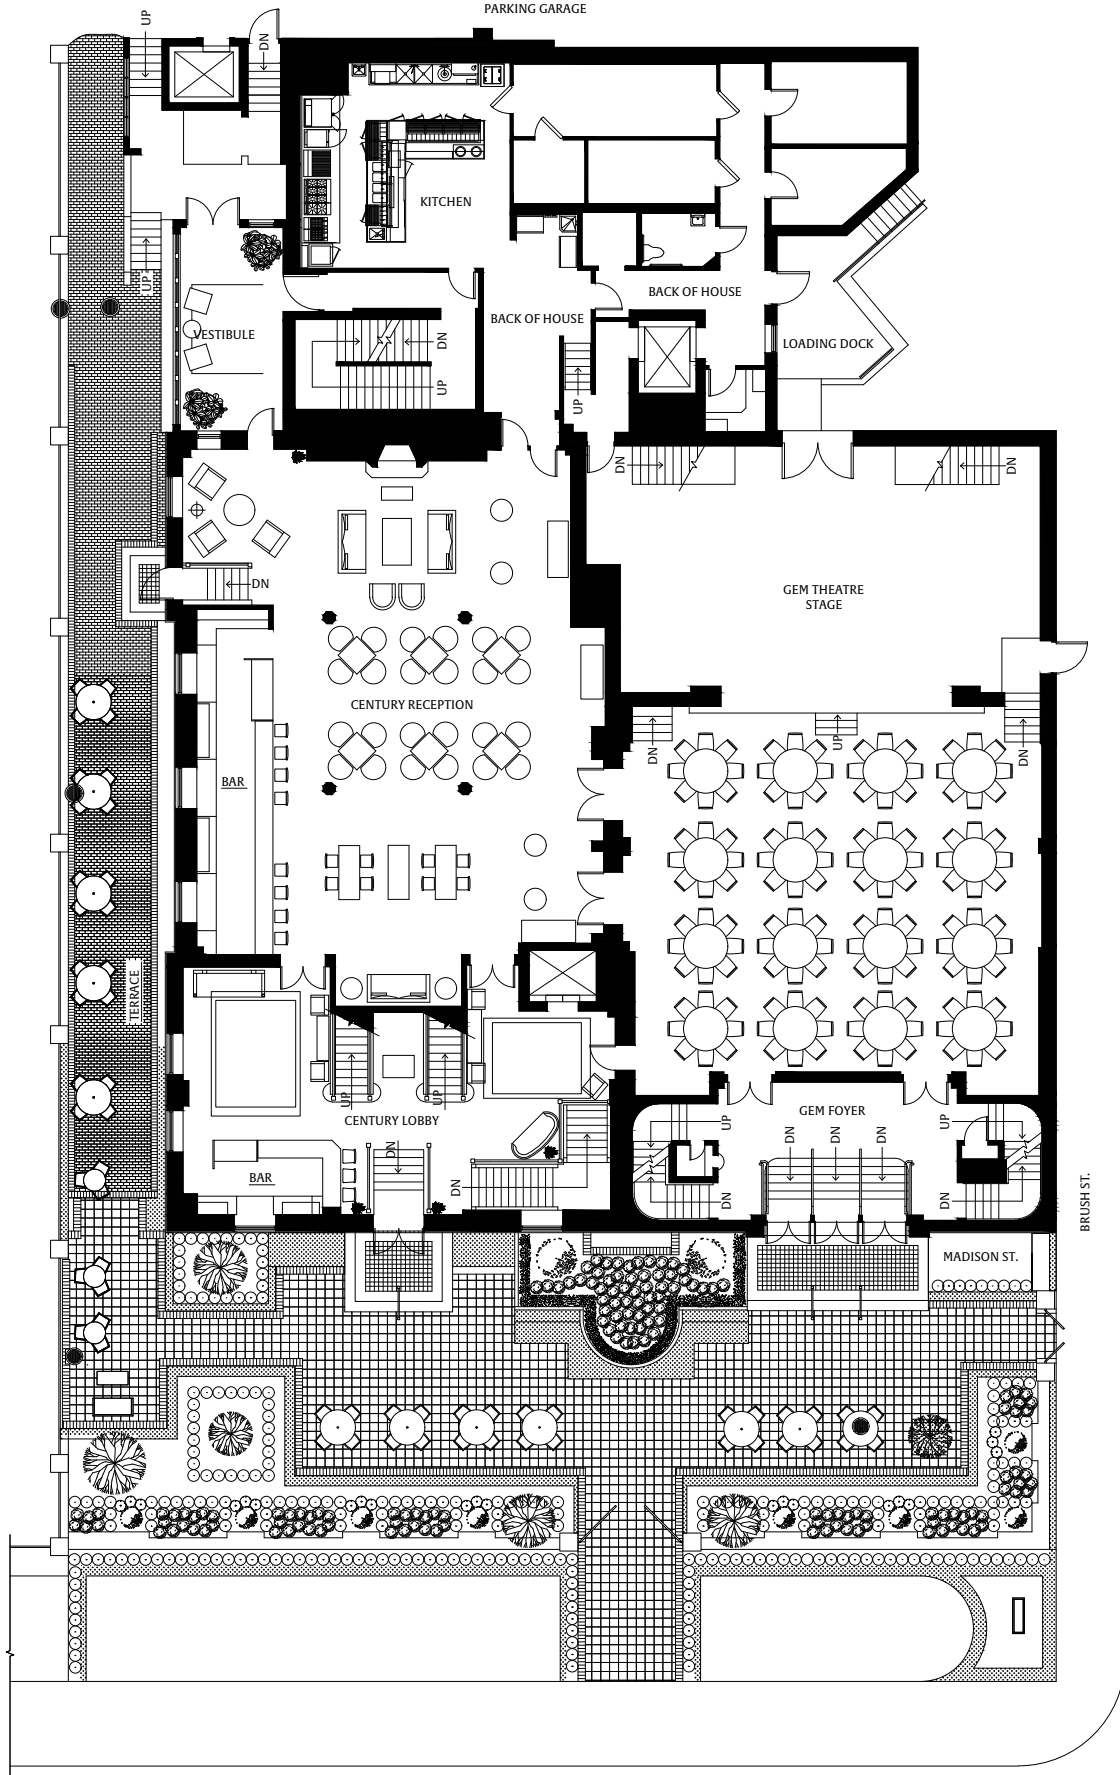 PARKING GARAGE
UP
DN
KITCHEN
UP
BACK OF HOUSE
BACK OF HOUSE
VESTIBULE
DN
LOADING DOCK
UP
UP
DN
DN
DN
GEM THEATRE
STAGE
CENTURY RECEPTION
UP
DN
DN
BAR
TERRACE
UP
UP
CENTURY LOBBY
GEM FOYER
UP
UP
DN
DN
DN
DN
BAR
DN
DN
DN
BRUSH ST.
MADISON ST.